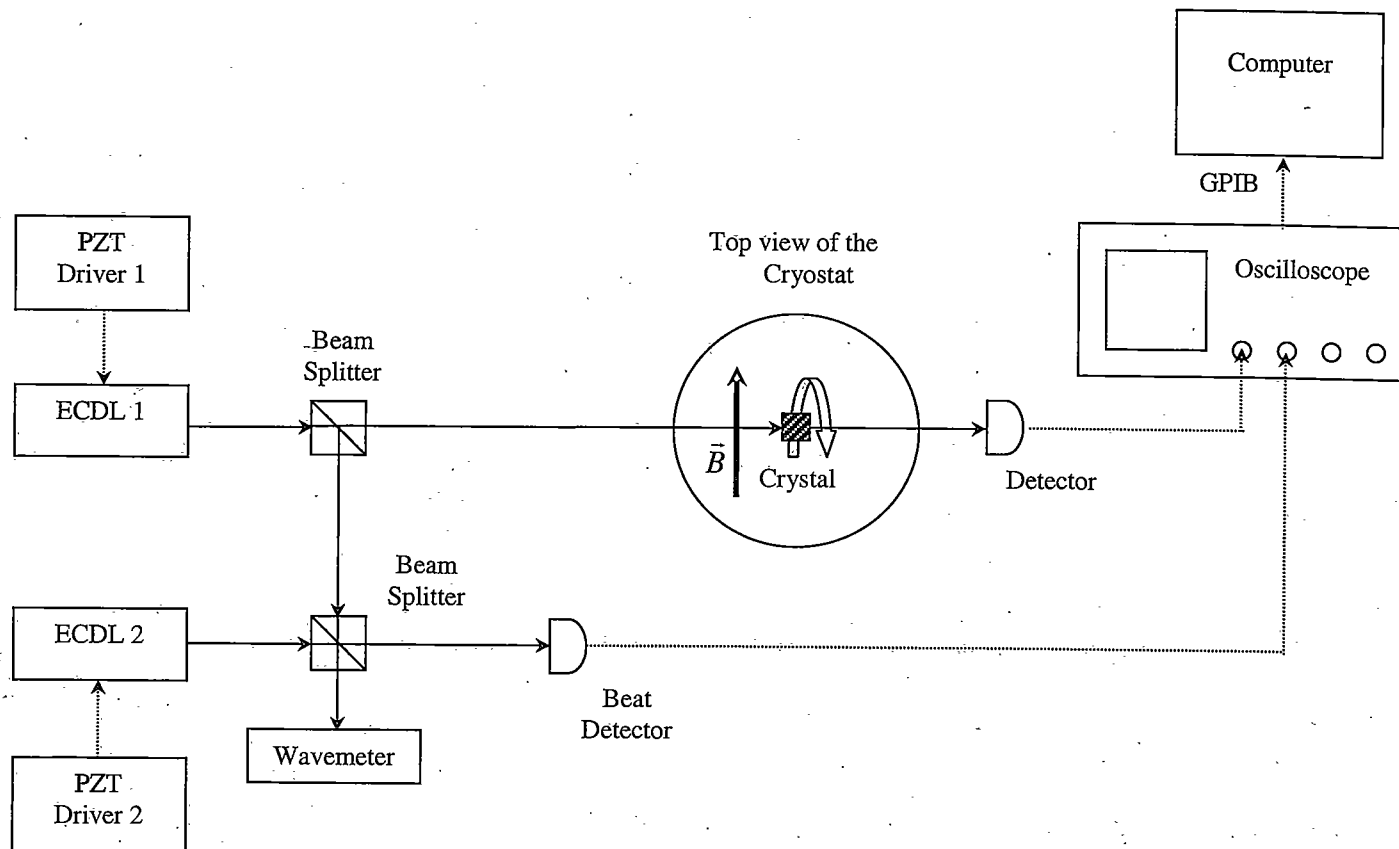 Computer
GPIB
PZT
Driver 1
Top view of the
Cryostat
Oscilloscope
Beam
Splitter
ECDL 1
B
Crystal
Detector
Beam
Splitter
ECDL 2
Beat
Detector
Wavemeter
PZT
Driver 2